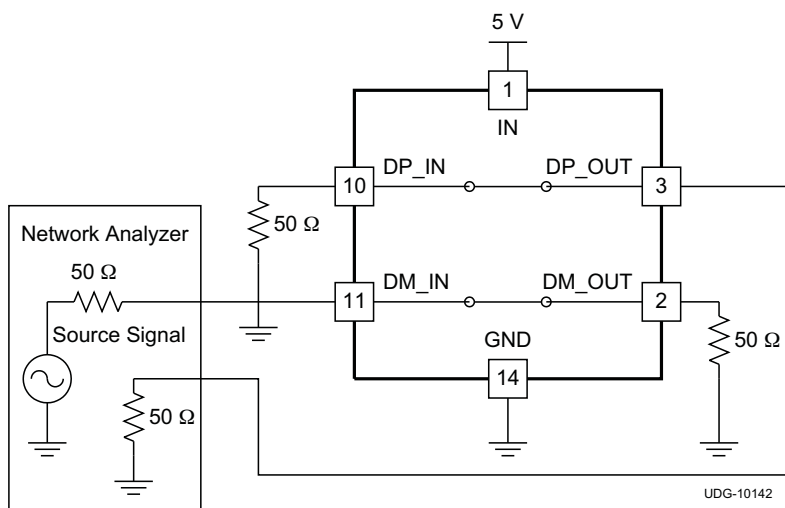 5 V
1
IN
DP_IN
DP_OUT
10
3
50 Ω
Network Analyzer
50 Ω
DM_IN
DM_OUT
11
2
Source Signal
GND
50 Ω
14
50 Ω
UDG-10142